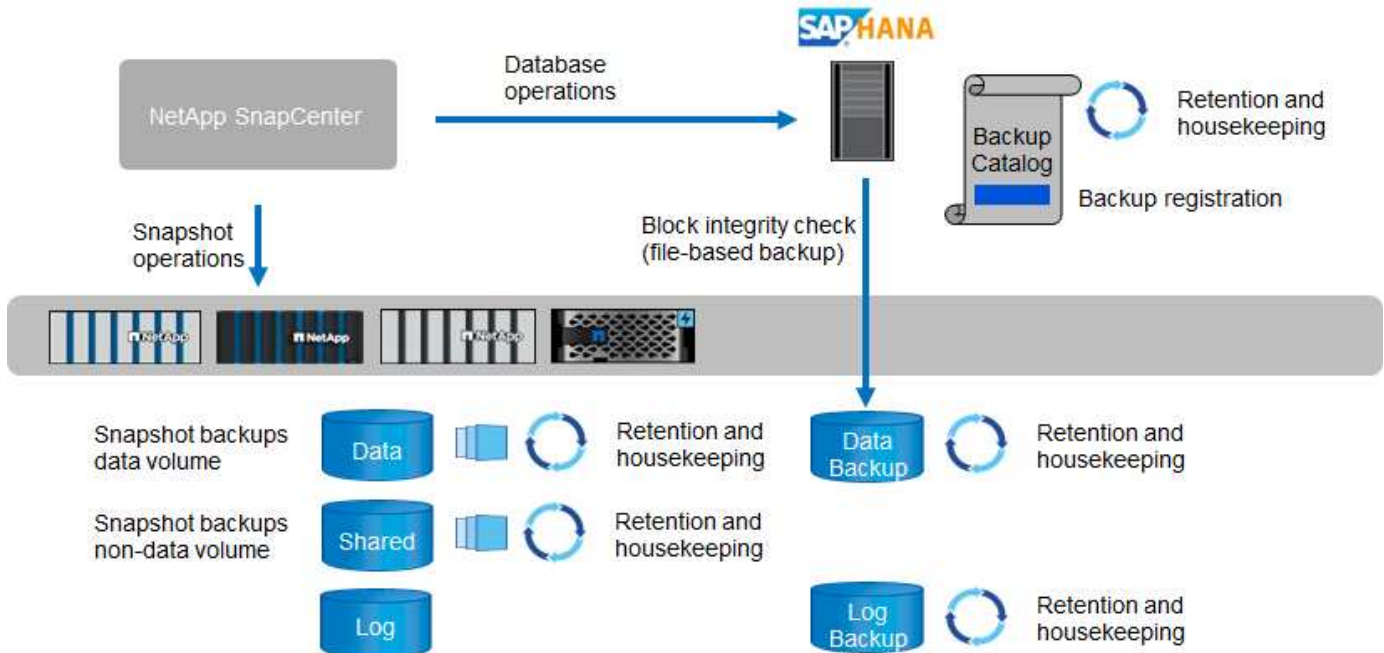 SAP HANA
NetApp SnapCenter
Database
operations
Backup
Catalog
Retention and
housekeeping
Backup registration
Snapshot
operations
Block integrity check
(file-based backup)
NetApp
NetApp
NetApp
Snapshot backups
data volume
Data
Retention and
housekeeping
Data
Backup
Retention and
housekeeping
Snapshot backups
non-data volume
Shared
Retention and
housekeeping
Log
Log
Backup
Retention and
housekeeping